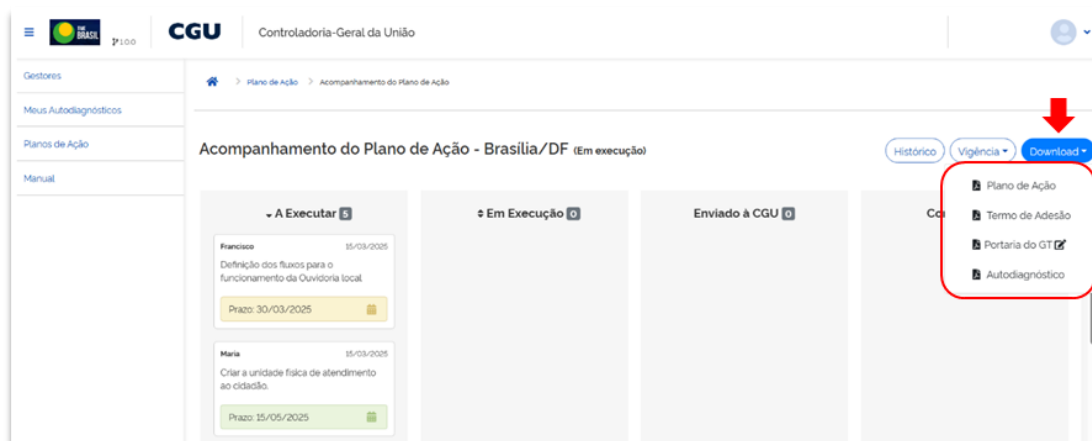 TIME
BRASIL
1.0.0
CGU
Controladoria-Geral da União
Gestores
Meus Autodiagnósticos
Planos de Ação
Manual
Plano de Ação
Acompanhamento do Plano de Ação
Acompanhamento do Plano de Ação - Brasília/DF (Em execução)
Histórico
Vigência
Download
Plano de Ação
Termo de Adesão
Portaria do GT
Autodiagnóstico
A Executar 5
Em Execução 0
Enviado à CGU 0
Francisco
15/03/2025
Definição dos fluxos para o
funcionamento da Ouvidoria local
Prazo: 30/03/2025
Maria
15/03/2025
Criar a unidade física de atendimento
ao cidadão.
Prazo: 15/05/2025